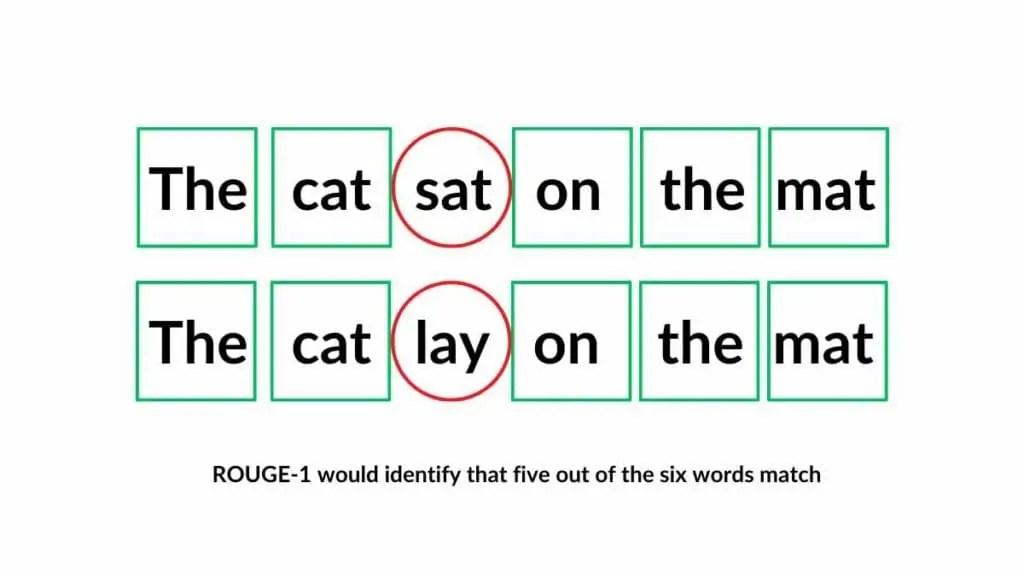 The cat sat on the mat
The cat lay on the mat
ROUGE-1 would identify that five out of the six words match